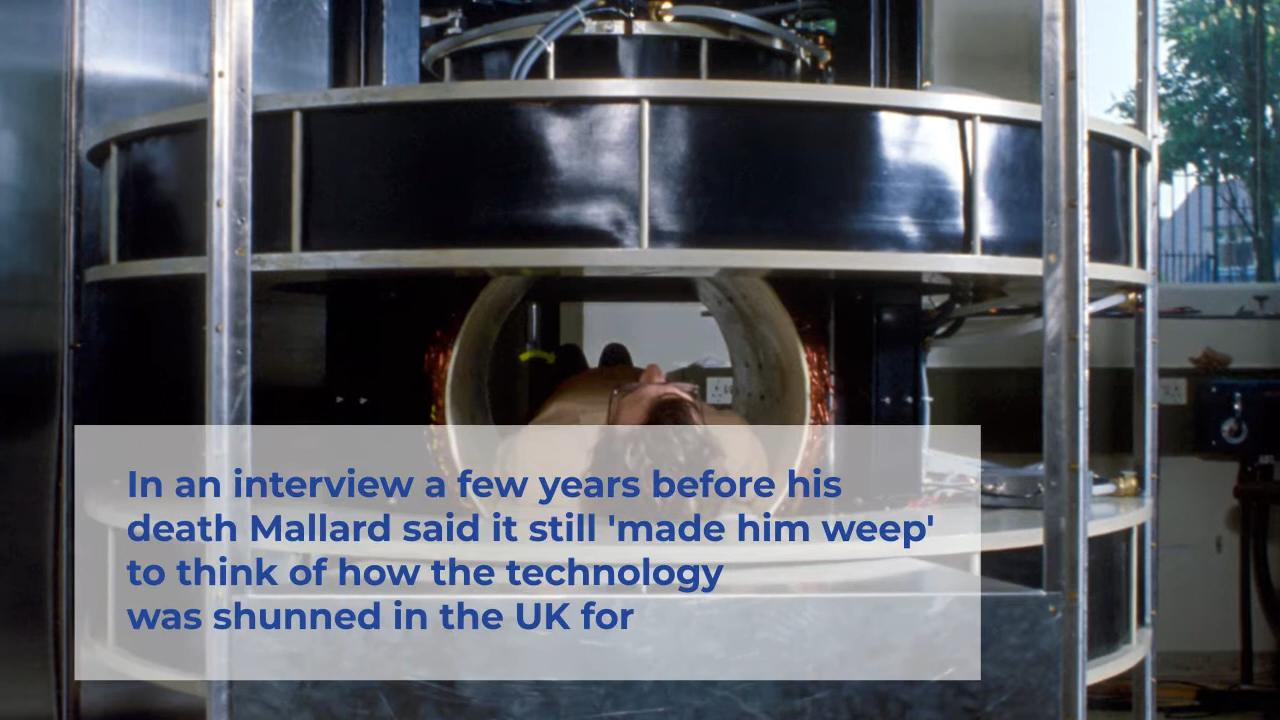 In an interview a few years before his
death Mallard said it still 'made him weep'
to think of how the technology
was shunned in the UK for